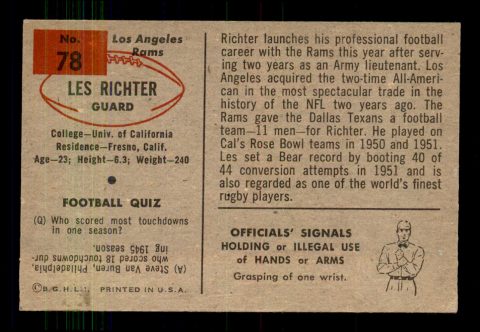 No.
78
Los Angeles
Rams
LES RICHTER
GUARD
College—Univ. of California
Residence—Fresno, Calif.
Age—23; Height—6.3; Weight—240
FOOTBALL QUIZ
(Q) Who scored most touchdowns
in one season?
(A) Steve Van Buren, Philadelphia,
who scored 18 touchdowns dur-
ing 1945 season.
© B.G.H.LI. PRINTED IN U.S.A.
Richter launches his professional football
career with the Rams this year after serv-
ing two years as an Army lieutenant. Los
Angeles acquired the two-time All-Ameri-
can in the most spectacular trade in the
history of the NFL two years ago. The
Rams gave the Dallas Texans a football
team—11 men—for Richter. He played on
Cal's Rose Bowl teams in 1950 and 1951.
Les set a Bear record by booting 40 of
44 conversion attempts in 1951 and is
also regarded as one of the world's finest
rugby players.
OFFICIALS' SIGNALS
HOLDING or ILLEGAL USE
of HANDS or ARMS
Grasping of one wrist.